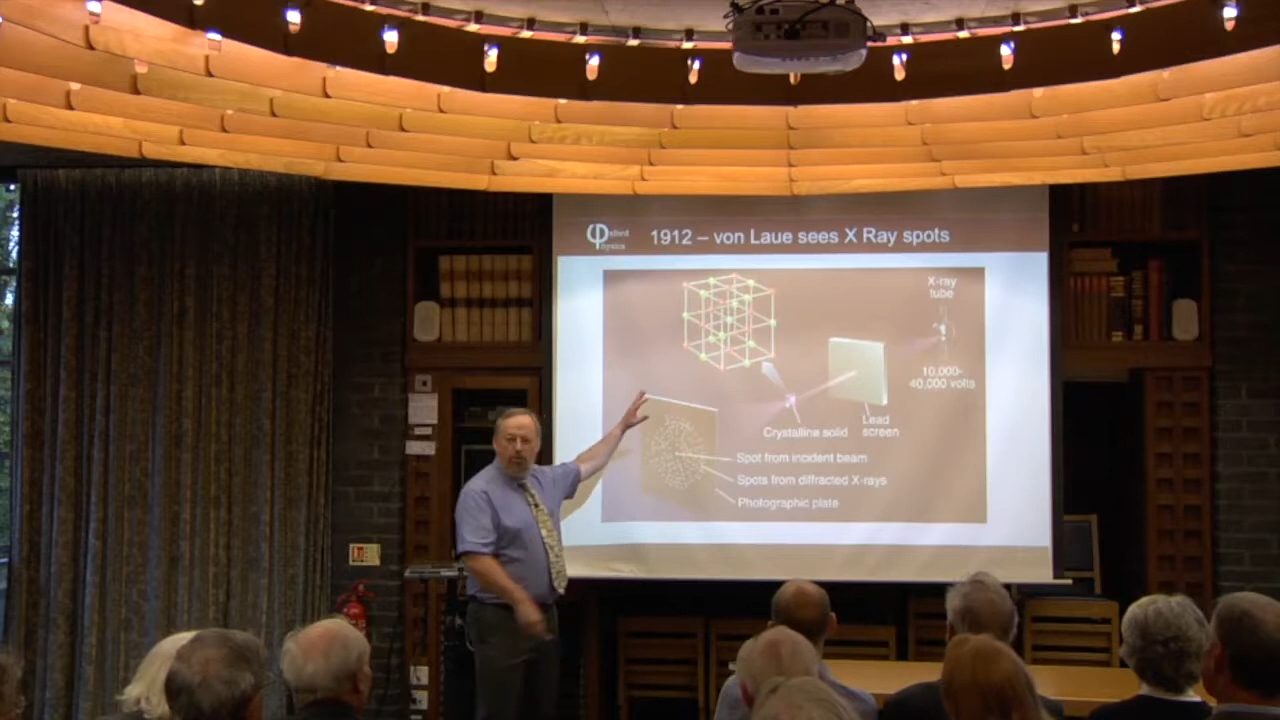 Oxford
Physics
1912 – von Laue sees X Ray spots
X-ray
tube
10,000-
40,000 volts
Lead
screen
Crystalline solid
Spot from incident beam
Spots from diffracted X-rays
Photographic plate